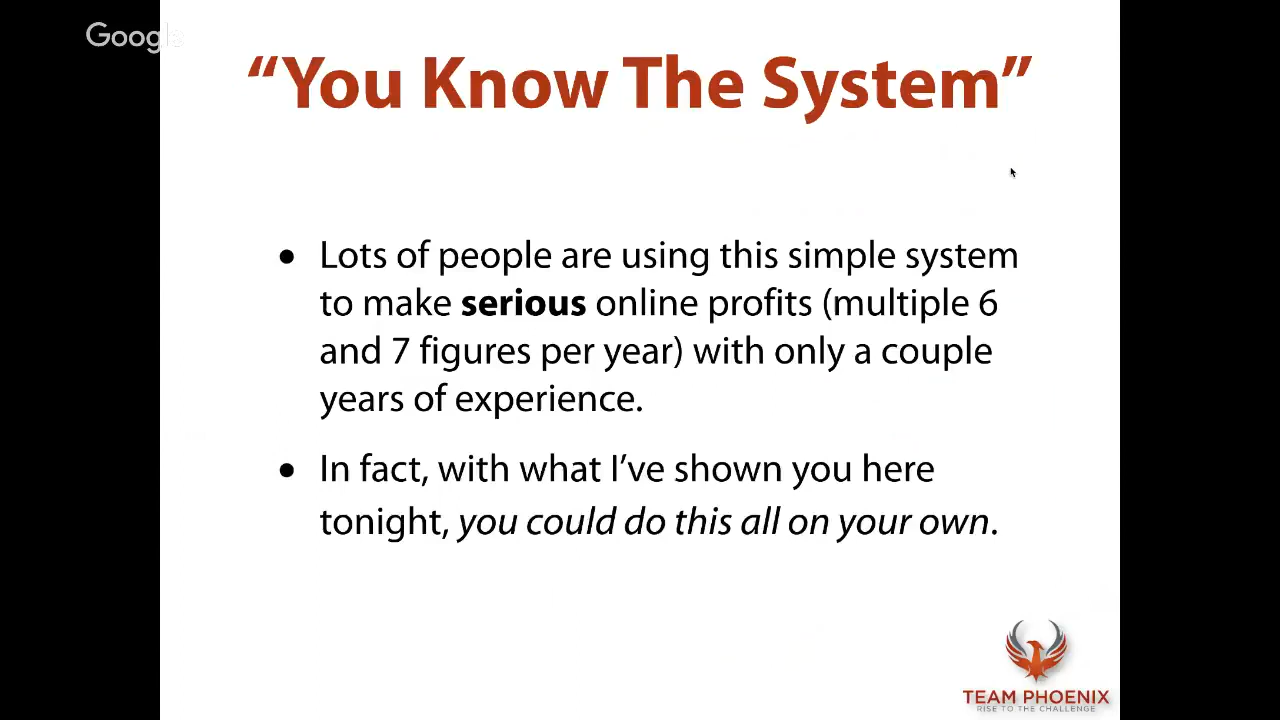 Google
“You Know The System”
● Lots of people are using this simple system
to make serious online profits (multiple 6
and 7 figures per year) with only a couple
years of experience.
● In fact, with what I’ve shown you here
tonight, you could do this all on your own.
TEAM PHOENIX
RISE TO THE CHALLENGE